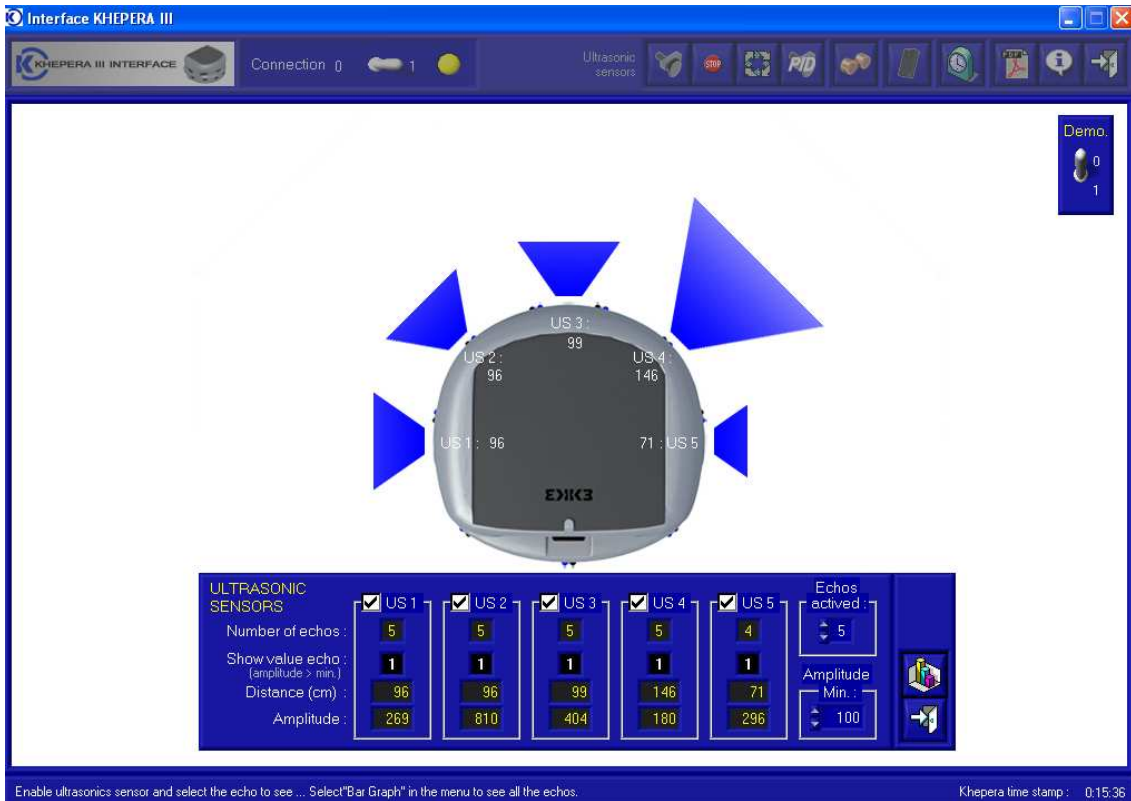 Interface KHEPERA III
KHEPERA III INTERFACE
Connection 0 1
Ultrasonic
sensors
STOP
PID
PDF
Demo.
0
1
US 3 :
99
US 2 :
96
US 4 :
146
US 1 : 96
71 : US 5
ULTRASONIC
SENSORS
US 1 US 2 US 3 US 4 US 5
Echos
actived :
Number of echos : 5 5 5 5 4 5
Show value echo : 1 1 1 1 1
(amplitude > min.)
Amplitude
Min. :
Distance (cm) : 96 96 99 146 71
Amplitude : 269 810 404 180 296 100
Enable ultrasonics sensor and select the echo to see ... Select"Bar Graph" in the menu to see all the echos.
Khepera time stamp : 0:15:36